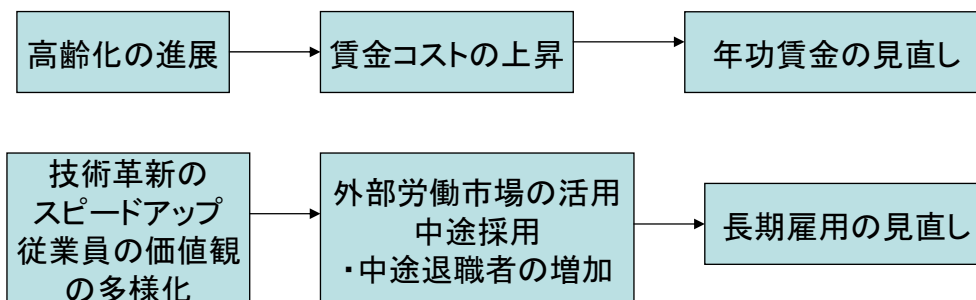 高齢化の進展
賃金コストの上昇
年功賃金の見直し
技術革新の
スピードアップ
従業員の価値観
の多様化
外部労働市場の活用
中途採用
・中途退職者の増加
長期雇用の見直し